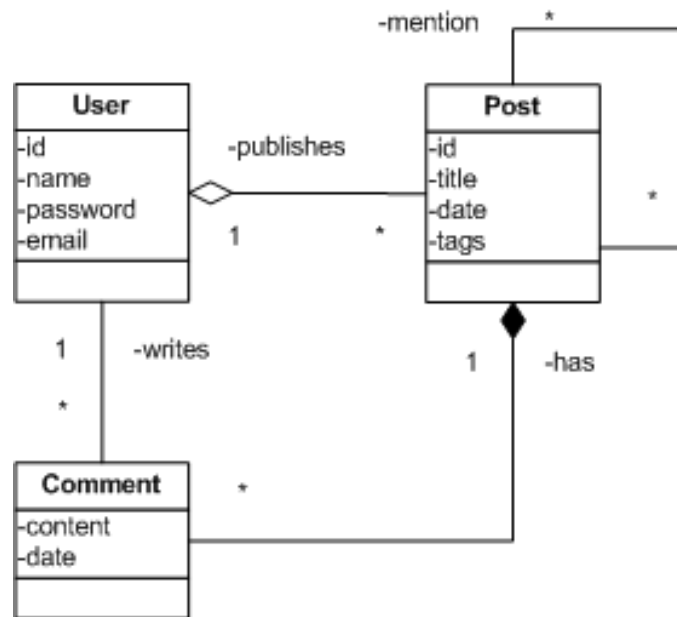 -mention
*
User
-id
-name
-password
-email
-publishes
1
*
Post
-id
-title
-date
-tags
*
1
-writes
*
1
-has
*
Comment
-content
-date